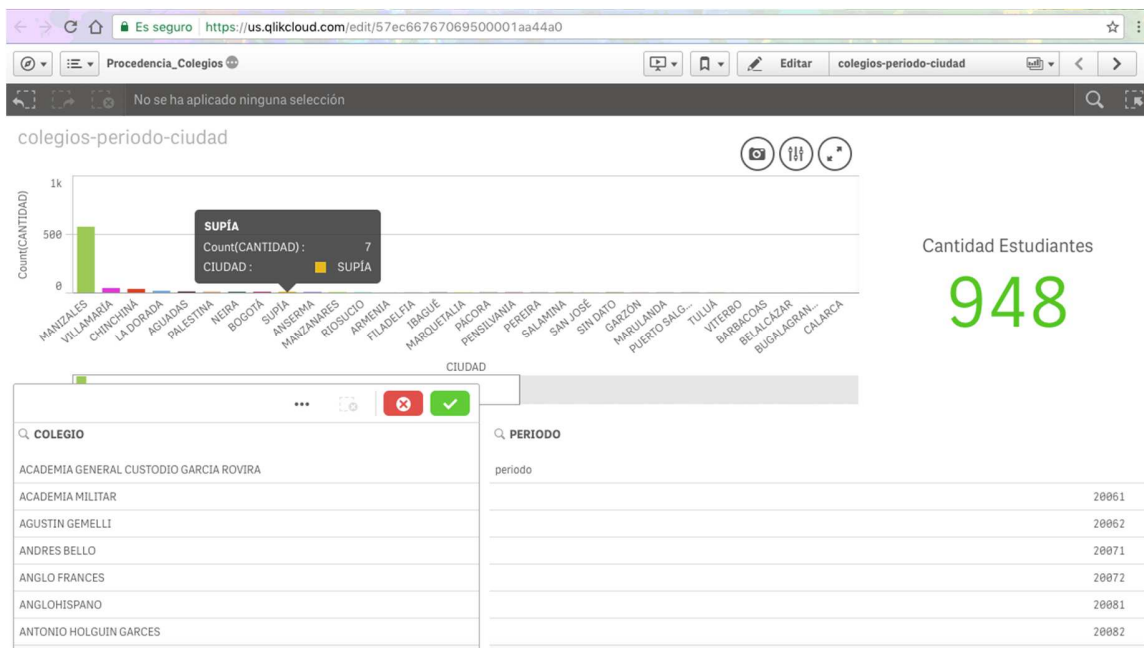 Es seguro https://us.qlikcloud.com/edit/57ec66767069500001aa44a0
Procedencia_Colegios Editar colegios-periodo-ciudad
No se ha aplicado ninguna selección
colegios-periodo-ciudad
Count(CANTIDAD)
1k
500
0
SUPÍA
Count(CANTIDAD) : 7
CIUDAD : SUPÍA
MANIZALES
VILLAMARÍA
CHINCHINÁ
LA DORADA
AGUADAS
PALESTINA
NEIRA
BOGOTÁ
SUPÍA
ANSERMA
MANZANARES
RIOSUCIO
ARMENIA
FILADELFIA
IBAGUÉ
MARQUETALIA
PÁCORA
PENSILVANIA
PEREIRA
SALAMINA
SAN JOSÉ
SIN DATO
GARZÓN
MARULANDA
PUERTO SALG...
TULUÁ
VITERBO
BARBACOAS
BELALCÁZAR
BUGALAGRAN...
CALARCA
CIUDAD
Cantidad Estudiantes
948
COLEGIO
ACADEMIA GENERAL CUSTODIO GARCIA ROVIRA
ACADEMIA MILITAR
AGUSTIN GEMELLI
ANDRES BELLO
ANGLO FRANCES
ANGLOHISPANO
ANTONIO HOLGUIN GARCES
PERIODO
periodo
20061
20062
20071
20072
20081
20082